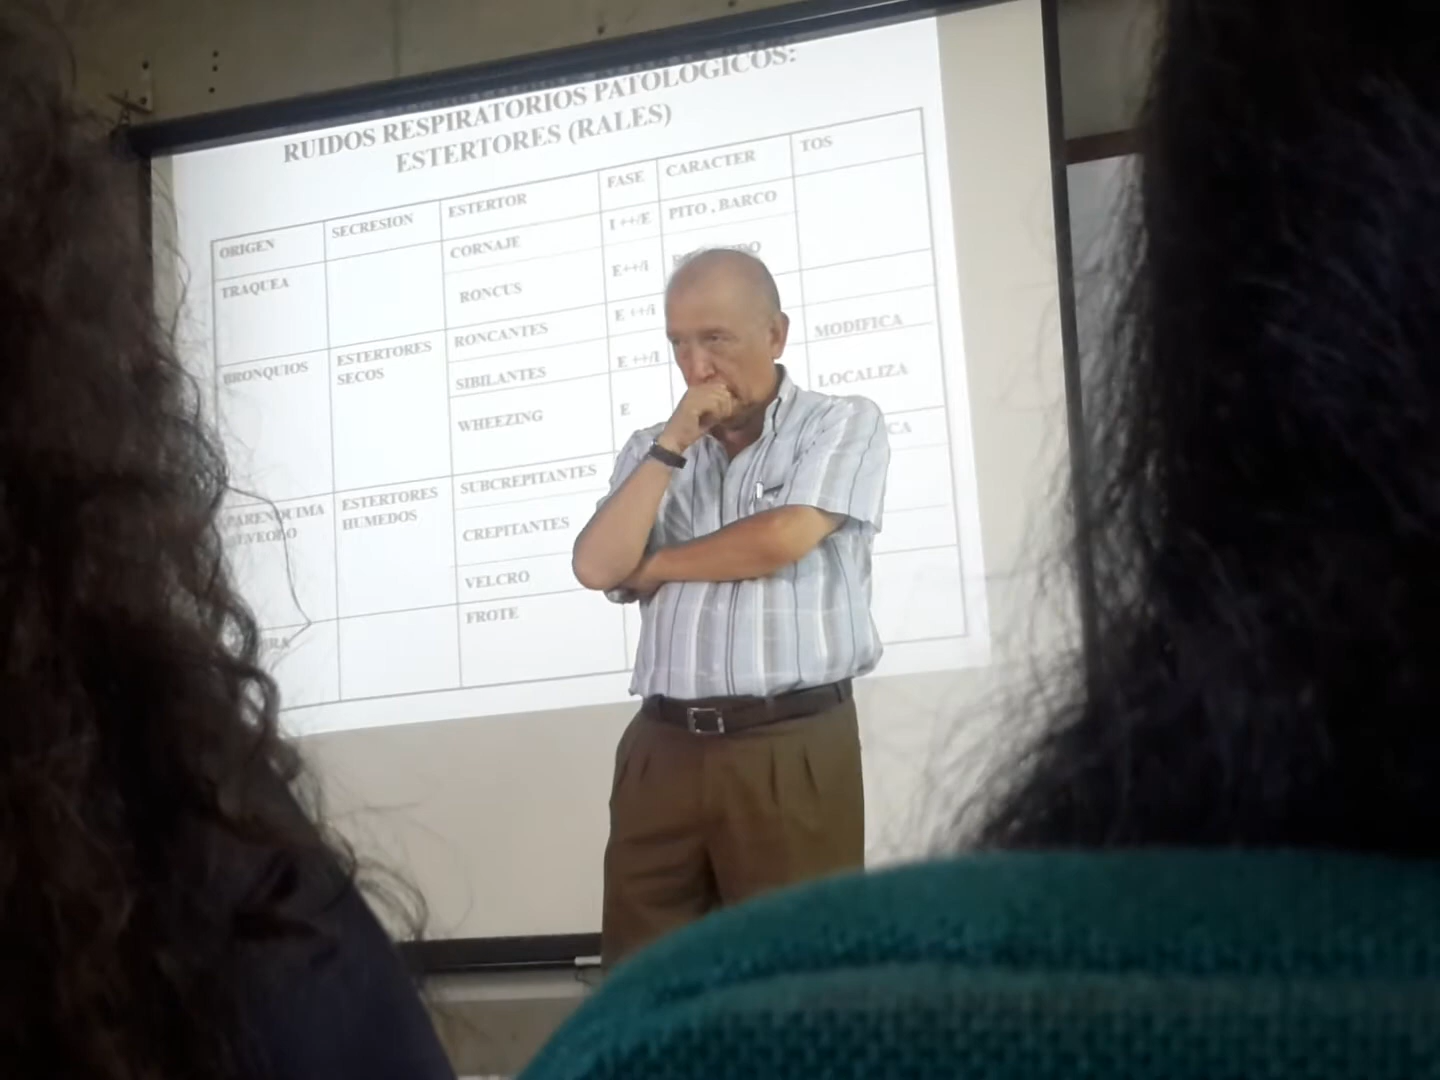 RUIDOS RESPIRATORIOS PATOLOGICOS:
ESTERTORES (RALES)
ORIGEN SECRESION ESTERTOR FASE CARACTER TOS
TRAQUEA CORNAJE I ++/E PITO , BARCO
RONCUS E++/i
BRONQUIOS ESTERTORES SECOS RONCANTES E ++/i MODIFICA
SIBILANTES E ++/I LOCALIZA
WHEEZING E
PARENQUIMA ESTERTORES HUMEDOS SUBCREPITANTES
CREPITANTES
VELCRO
FROTE